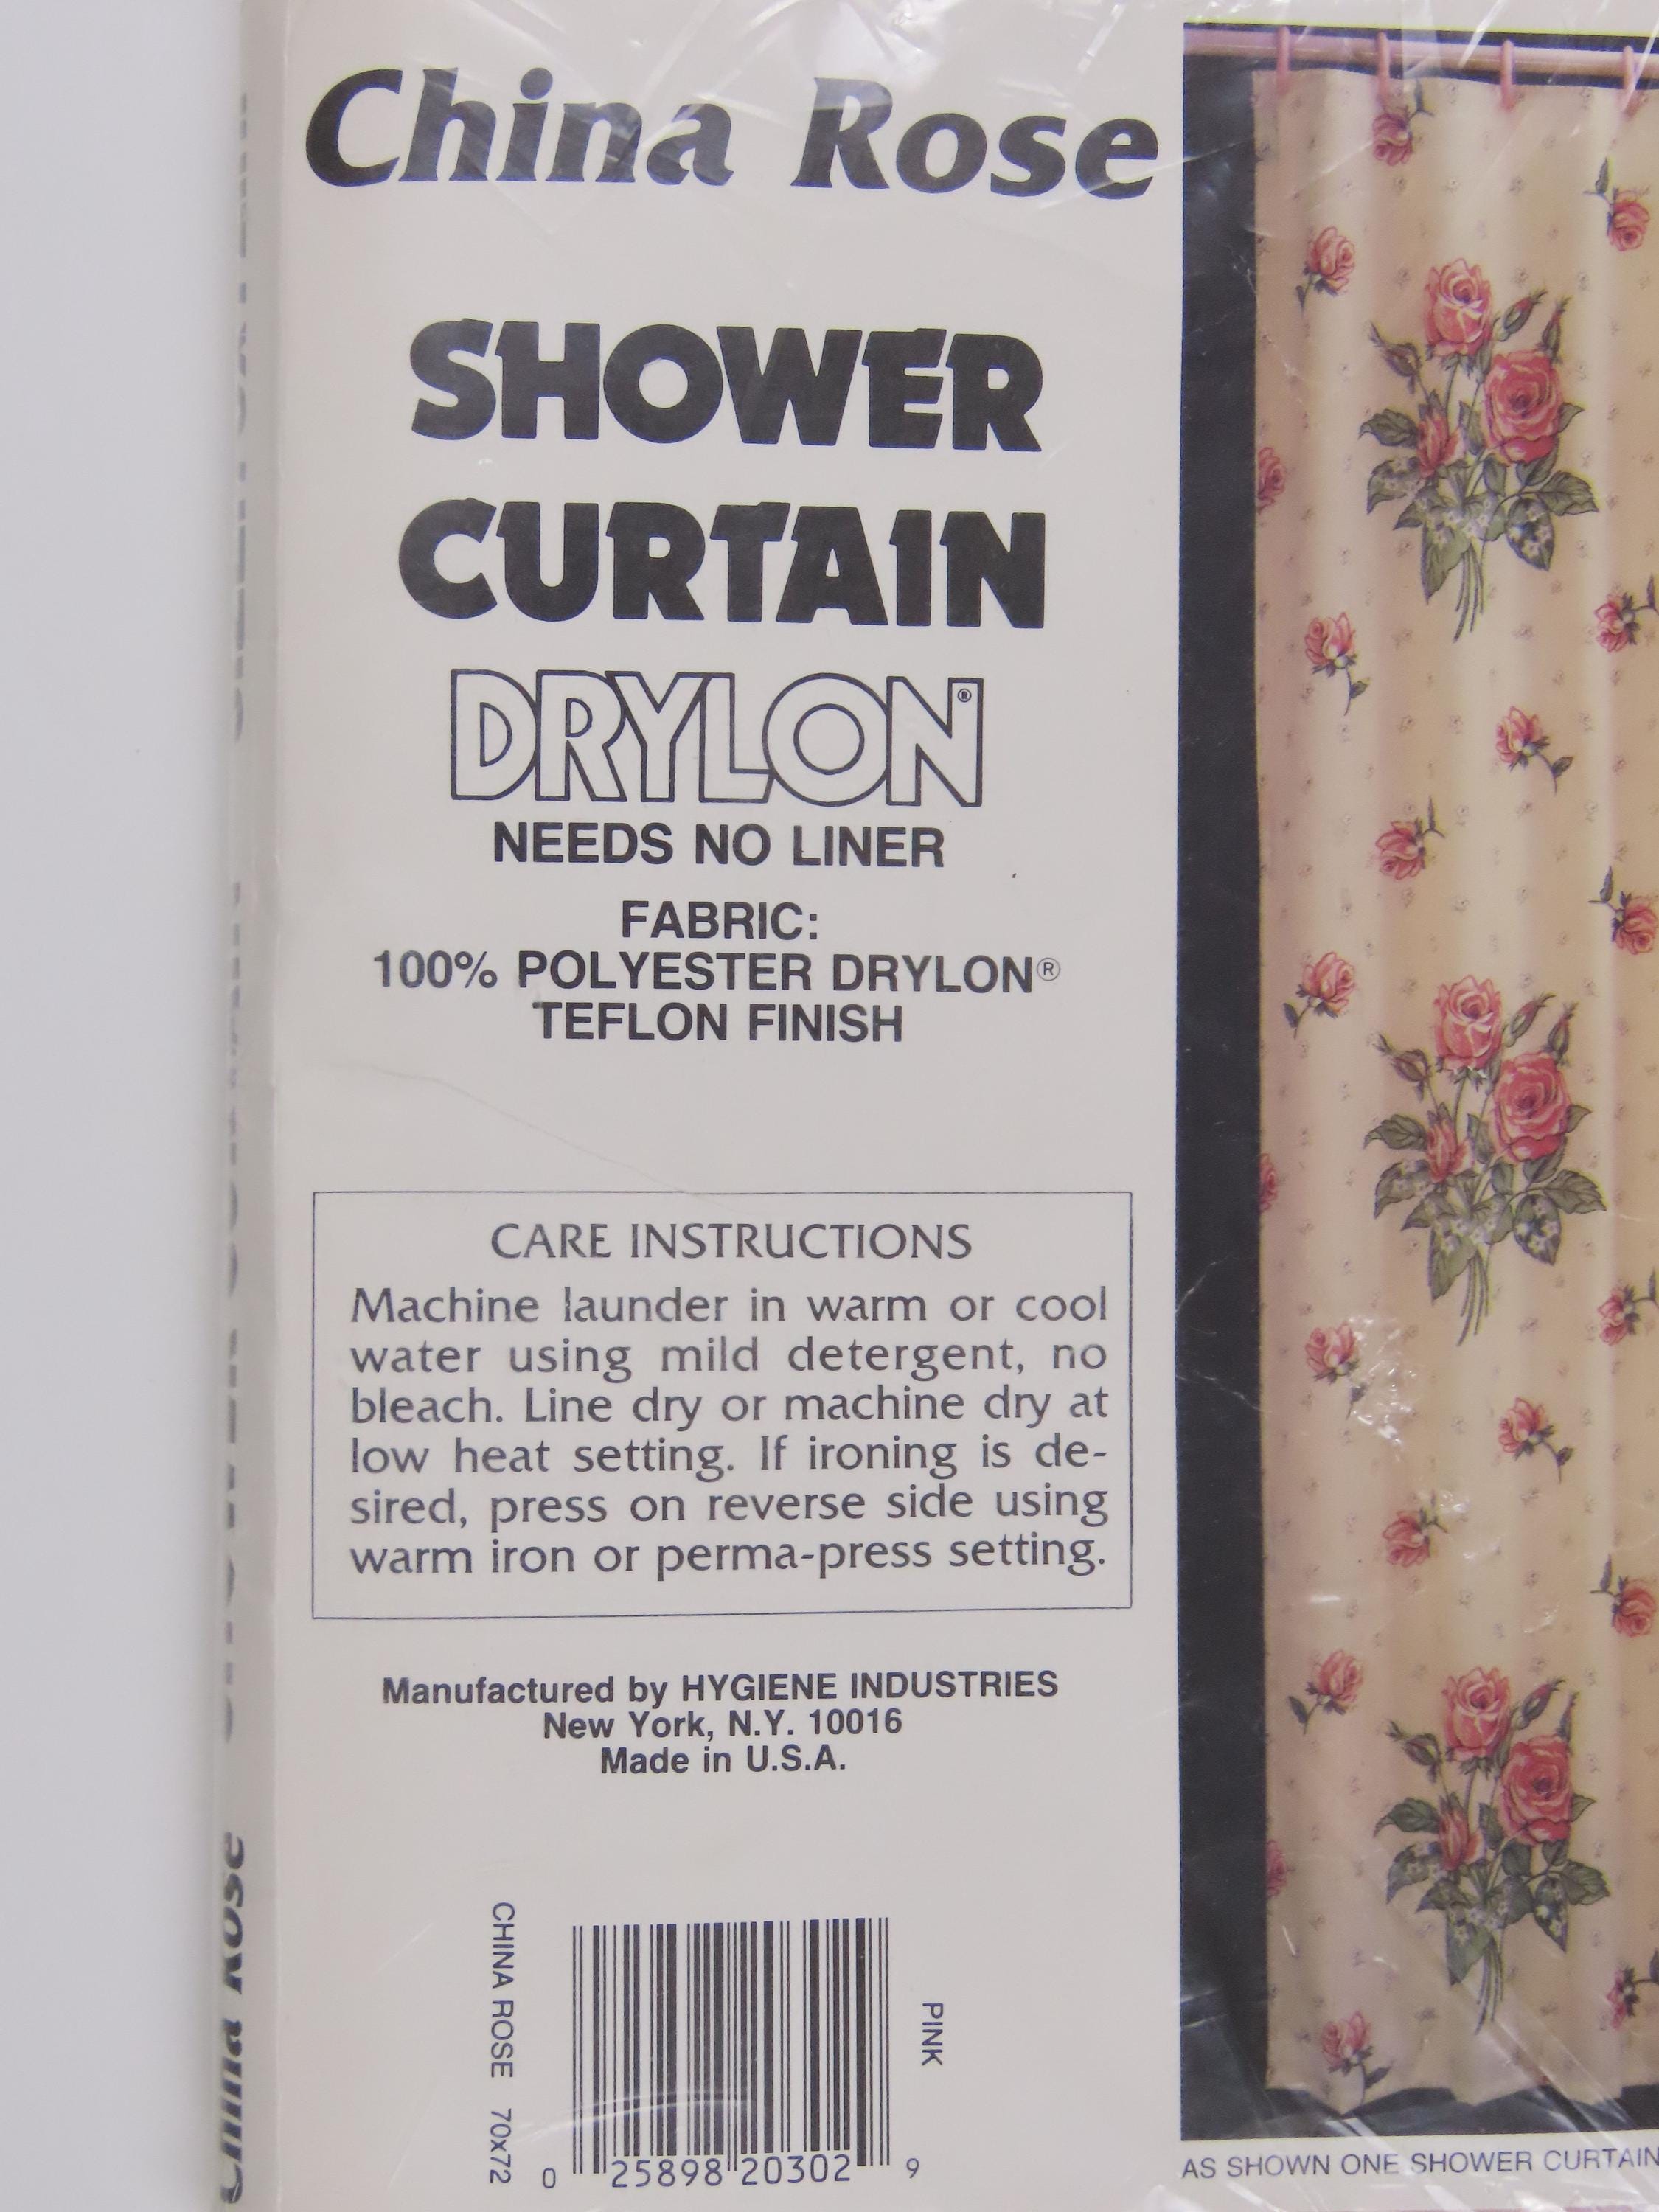 China Rose
SHOWER
CURTAIN
DRYLON®
NEEDS NO LINER
FABRIC:
100% POLYESTER DRYLON®
TEFLON FINISH
CARE INSTRUCTIONS
Machine launder in warm or cool
water using mild detergent, no
bleach. Line dry or machine dry at
low heat setting. If ironing is de-
sired, press on reverse side using
warm iron or perma-press setting.
Manufactured by HYGIENE INDUSTRIES
New York, N.Y. 10016
Made in U.S.A.
CHINA ROSE 70x72
PINK
0 25898 20302 9
AS SHOWN ONE SHOWER CURTAIN
China Rose